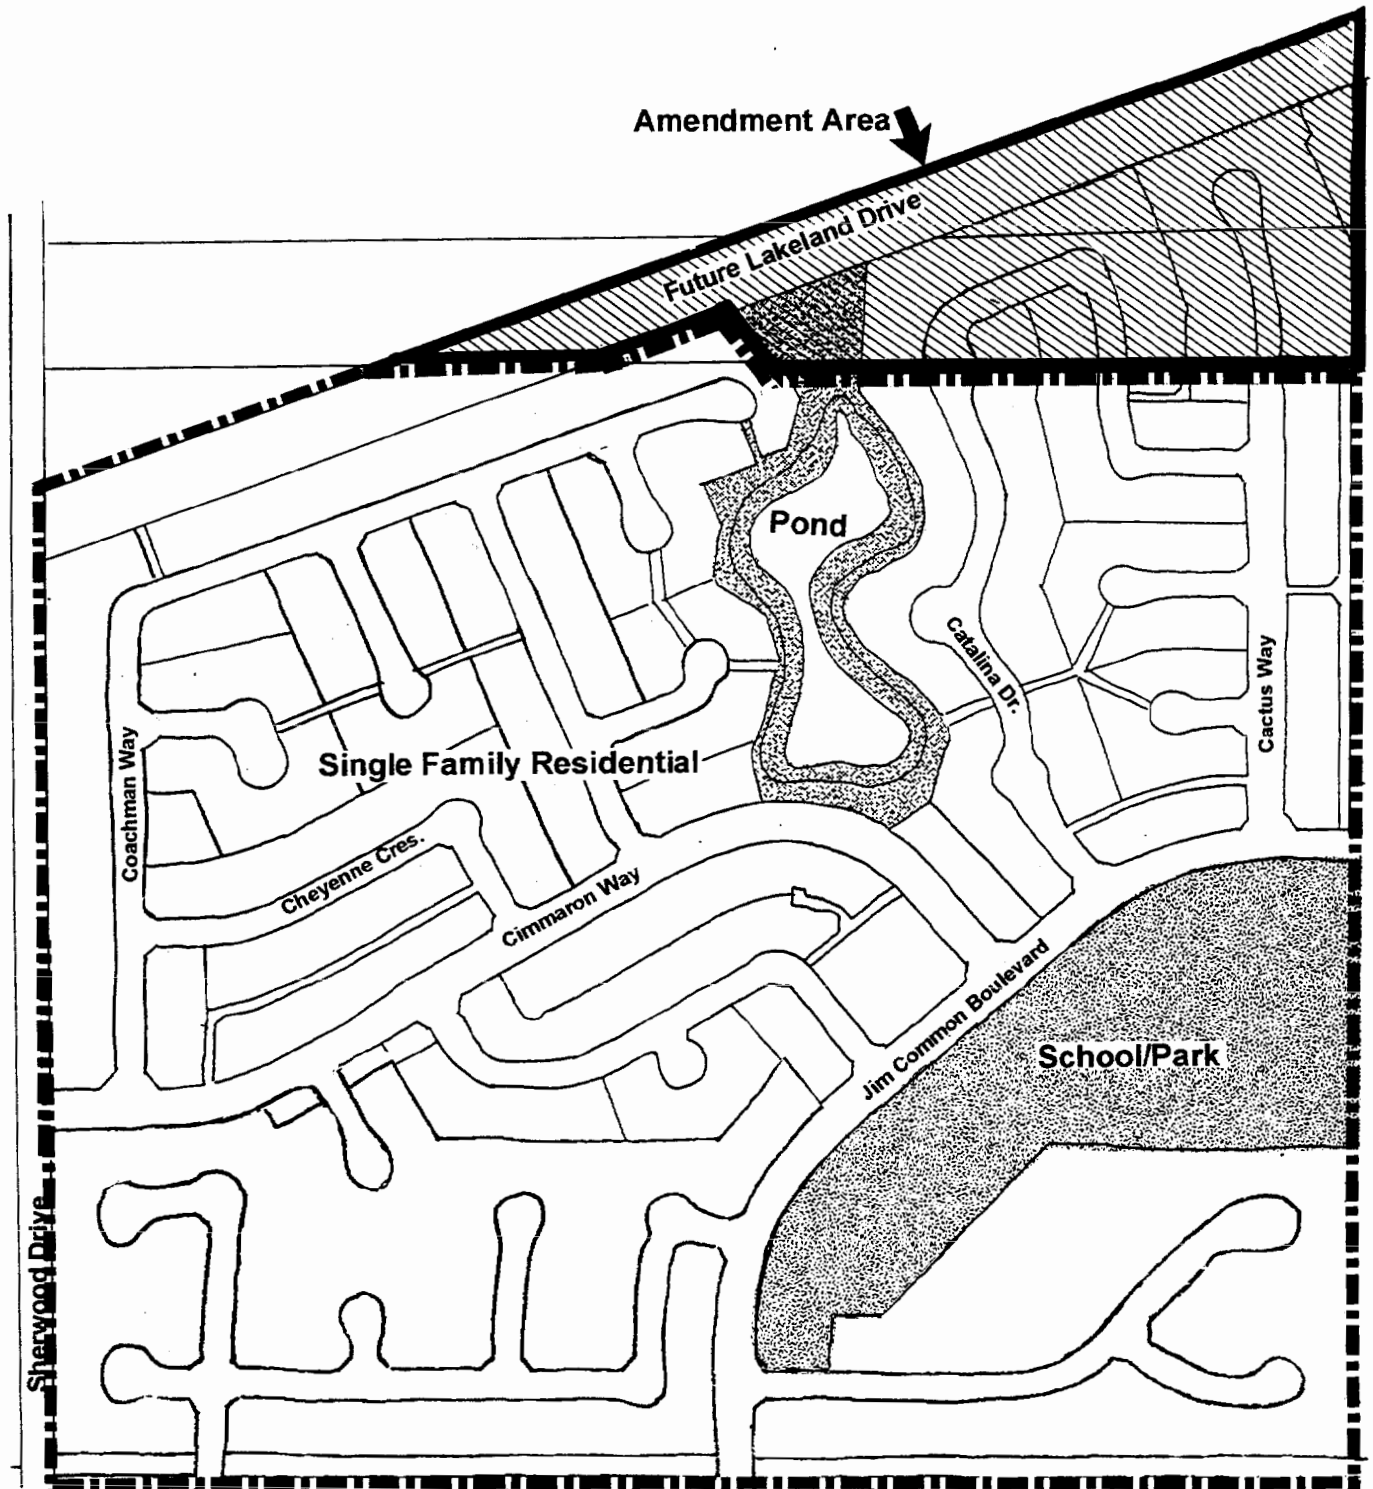 Amendment Area
Future Lakeland Drive
Pond
Catalina Dr.
Cactus Way
Coachman Way
Single Family Residential
Cheyenne Cres.
Cimmaron Way
Jim Common Boulevard
School/Park
Sherwood Drive